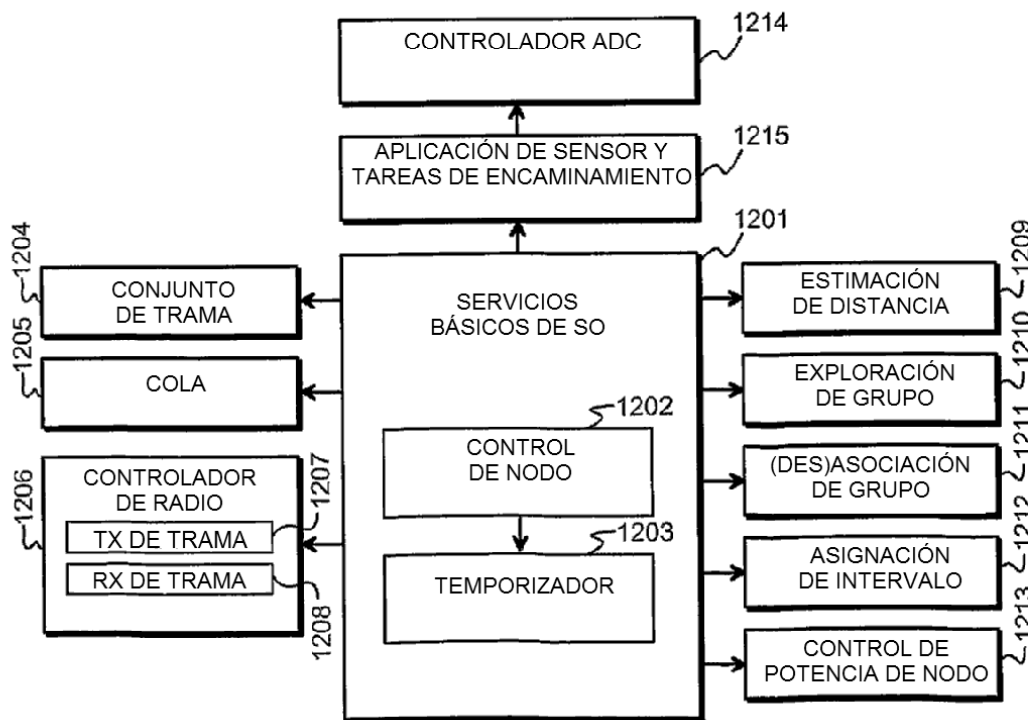 CONTROLADOR ADC
1214
APLICACIÓN DE SENSOR Y
TAREAS DE ENCAMINAMIENTO
1215
1201
SERVICIOS
BÁSICOS DE SO
1202
CONTROL
DE NODO
1203
TEMPORIZADOR
1204
CONJUNTO
DE TRAMA
1205
COLA
1206
CONTROLADOR
DE RADIO
1207
TX DE TRAMA
RX DE TRAMA
1208
1209
ESTIMACIÓN
DE DISTANCIA
1210
EXPLORACIÓN
DE GRUPO
1211
(DES)ASOCIACIÓN
DE GRUPO
1212
ASIGNACIÓN
DE INTERVALO
1213
CONTROL DE
POTENCIA DE NODO